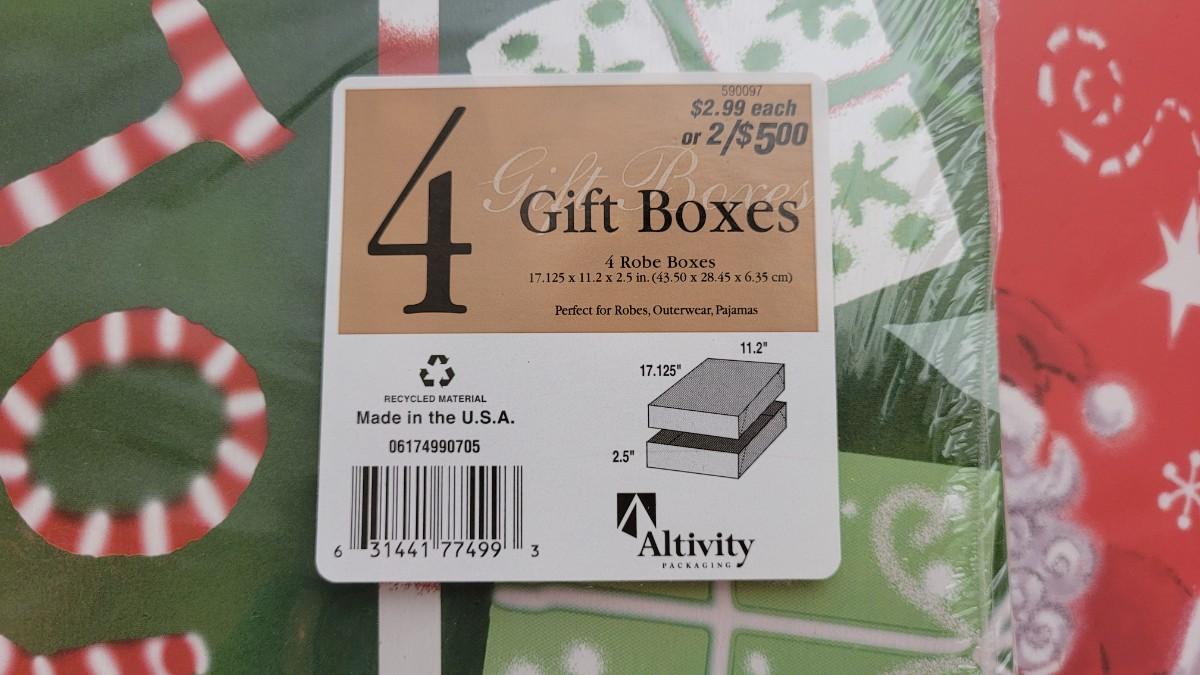 590097
$2.99 each
or 2/$500
4
Gift Boxes
Gift Boxes
4 Robe Boxes
17.125 x 11.2 x 2.5 in. (43.50 x 28.45 x 6.35 cm)
Perfect for Robes, Outerwear, Pajamas
RECYCLED MATERIAL
Made in the U.S.A.
06174990705
6 31441 77499 3
11.2"
17.125"
2.5"
Altivity
PACKAGING